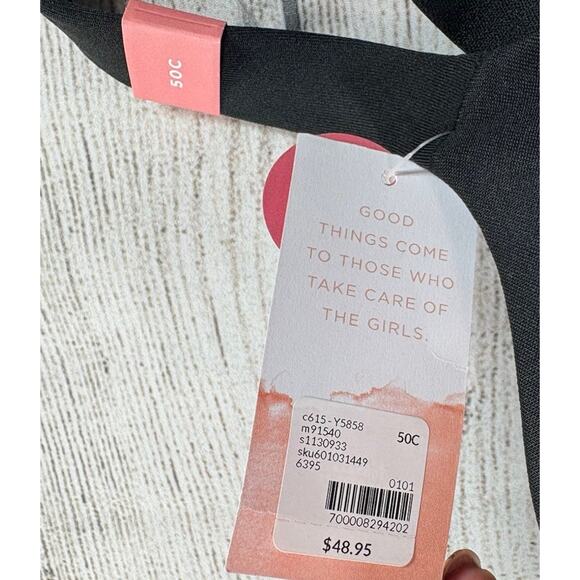 50C
GOOD
THINGS COME
TO THOSE WHO
TAKE CARE OF
THE GIRLS.
c615-Y5858
m91540 50C
s1130933
sku601031449
6395
0101
700008294202
$48.95